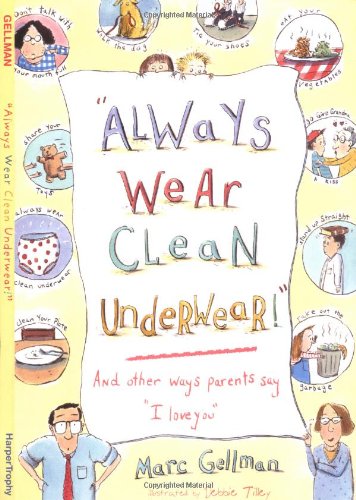 GELLMAN
"Always Wear Clean Underwear!"
HarperTrophy
Don't talk with
your mouth full
the dog
your shoes
eat your
vegetables
share your
toys
Go Give Grandma
a kiss
always wear
clean underwear
stand up straight
Clean Your Plate
Take out the
garbage
"ALWays
WeaR
CLeaN
UNDeRWeaR!"
And other ways parents say
"I love you"
Marc Gellman
illustrated by Debbie Tilley